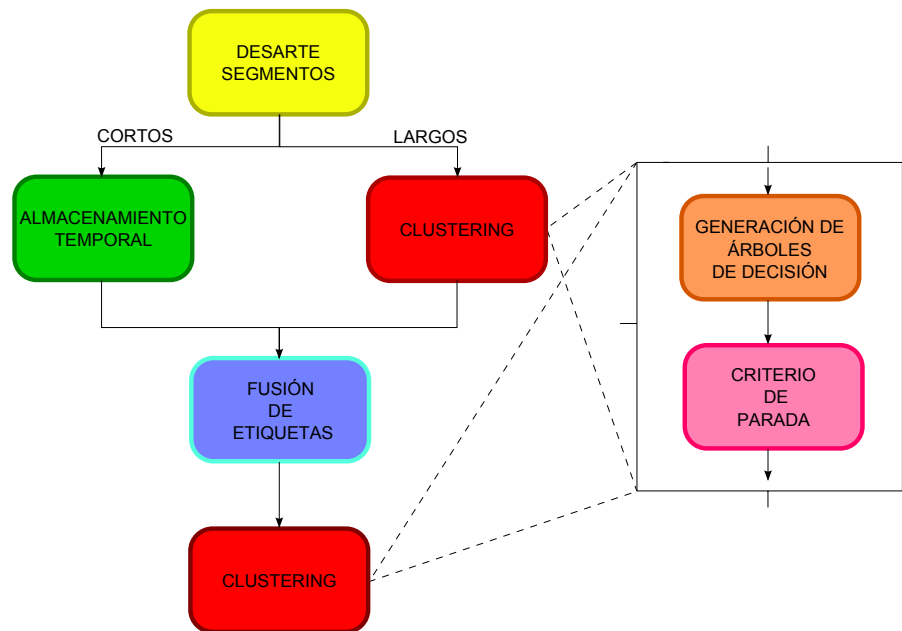 DESARTE
SEGMENTOS
CORTOS
LARGOS
ALMACENAMIENTO
TEMPORAL
CLUSTERING
GENERACIÓN DE
ÁRBOLES
DE DECISIÓN
CRITERIO
DE
PARADA
FUSIÓN
DE
ETIQUETAS
CLUSTERING